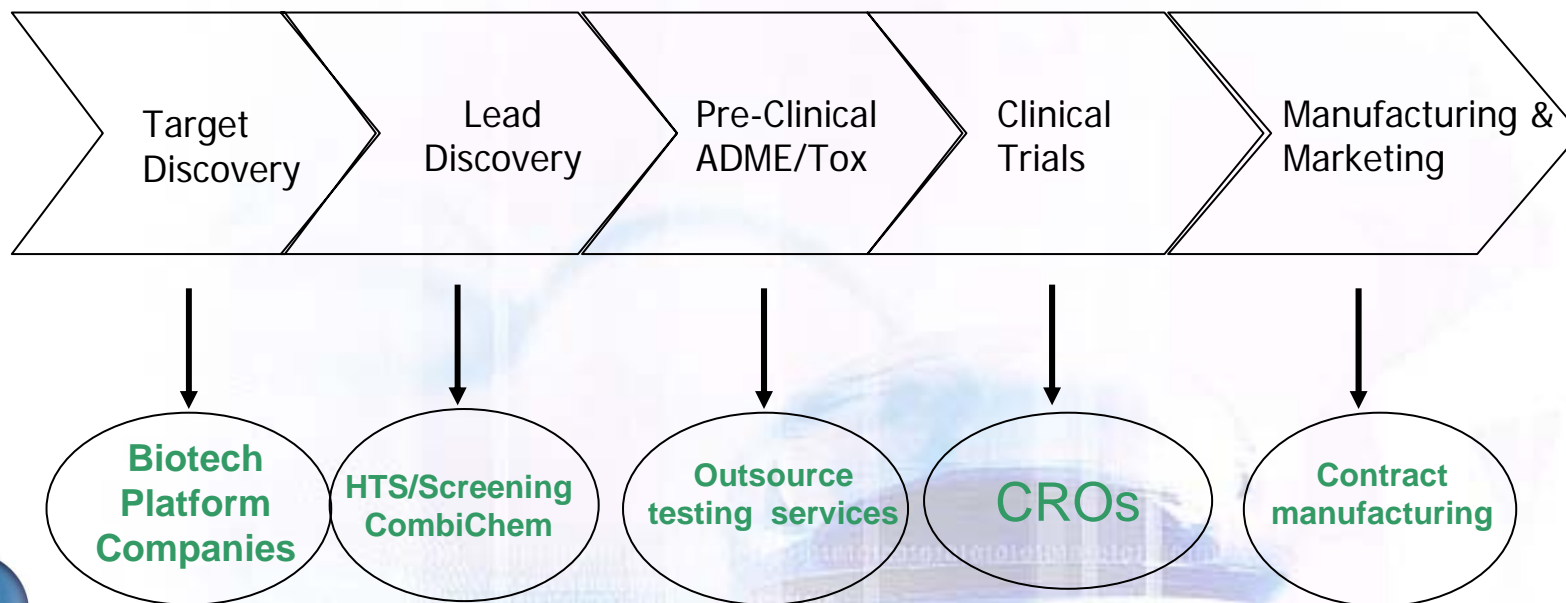 Target
Discovery
Lead
Discovery
Pre-Clinical
ADME/Tox
Clinical
Trials
Manufacturing &
Marketing
Biotech
Platform
Companies
HTS/Screening
CombiChem
Outsource
testing services
CROs
Contract
manufacturing